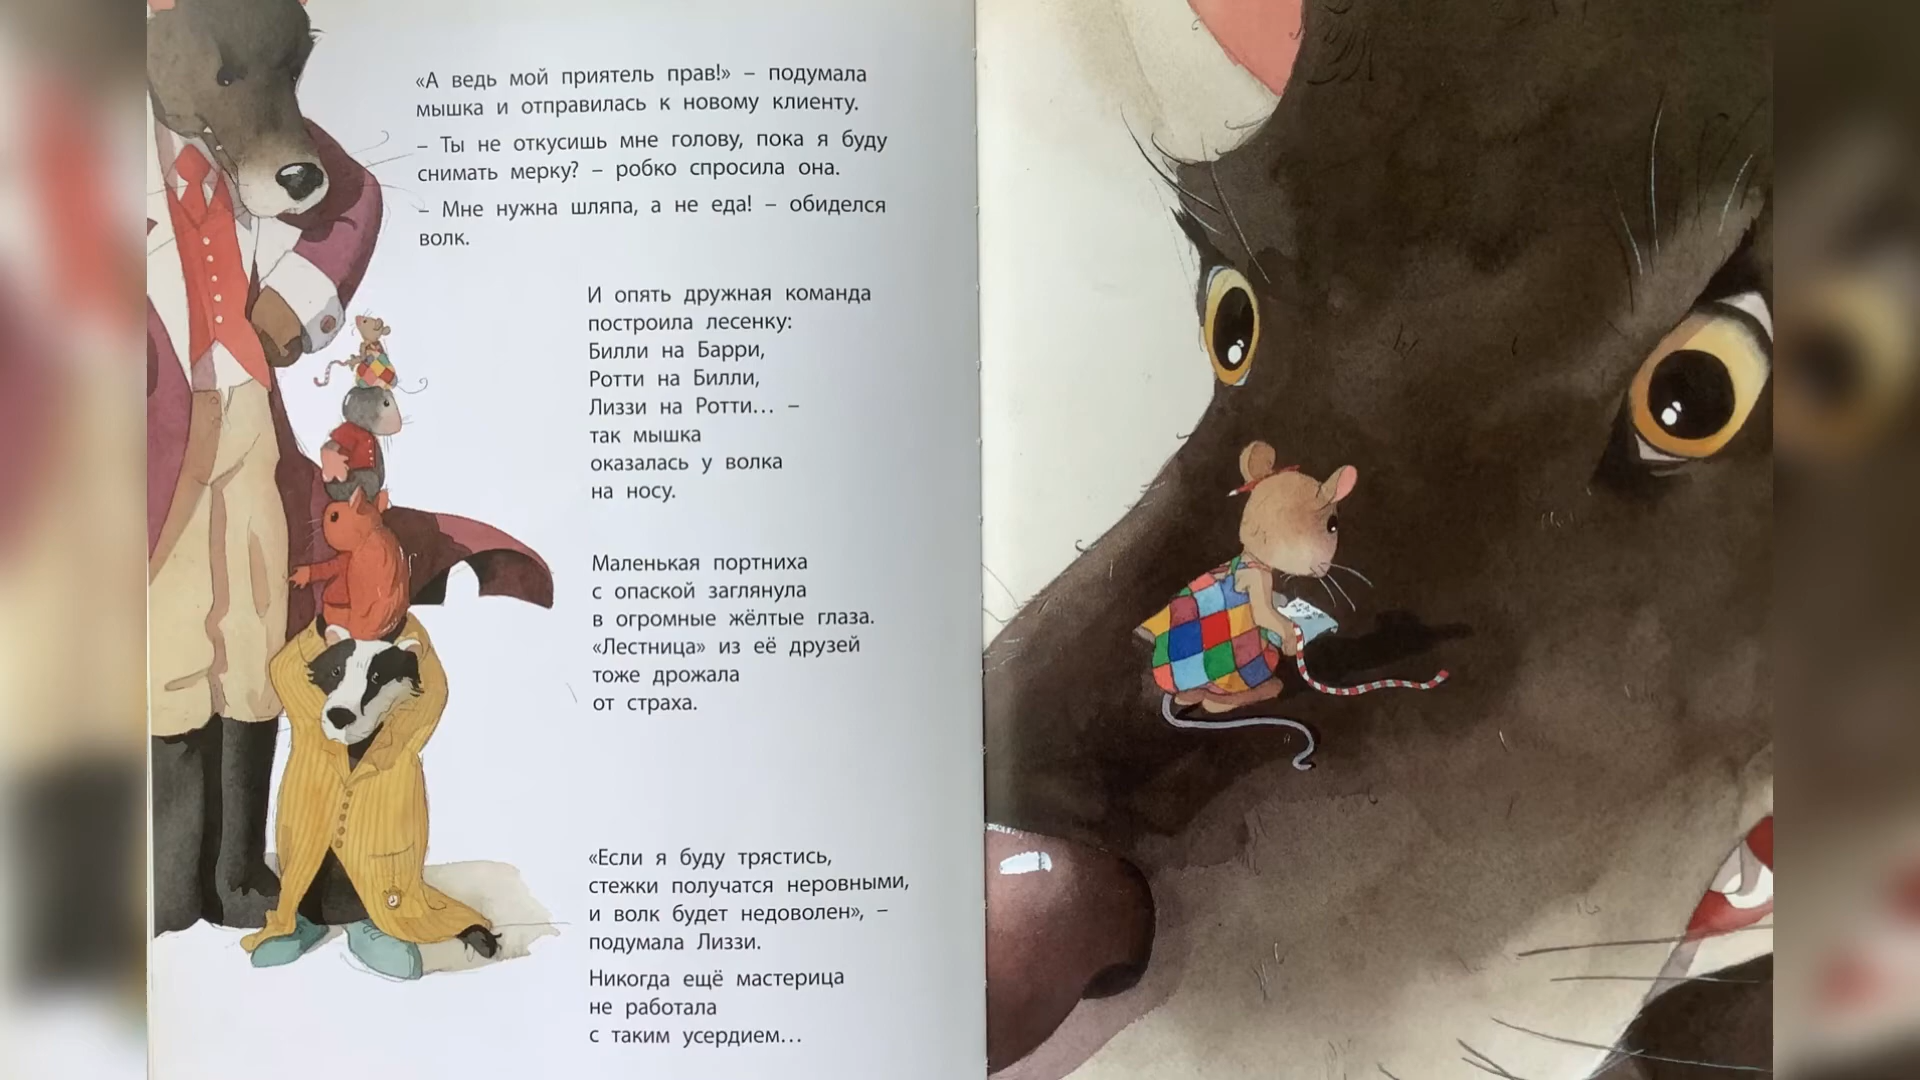 «А ведь мой приятель прав!» – подумала
мышка и отправилась к новому клиенту.
– Ты не откусишь мне голову, пока я буду
снимать мерку? – робко спросила она.
– Мне нужна шляпа, а не еда! – обиделся
волк.
И опять дружная команда
построила лесенку:
Билли на Барри,
Ротти на Билли,
Лиззи на Ротти… –
так мышка
оказалась у волка
на носу.
Маленькая портниха
с опаской заглянула
в огромные жёлтые глаза.
«Лестница» из её друзей
тоже дрожала
от страха.
«Если я буду трястись,
стежки получатся неровными,
и волк будет недоволен», –
подумала Лиззи.
Никогда ещё мастерица
не работала
с таким усердием…